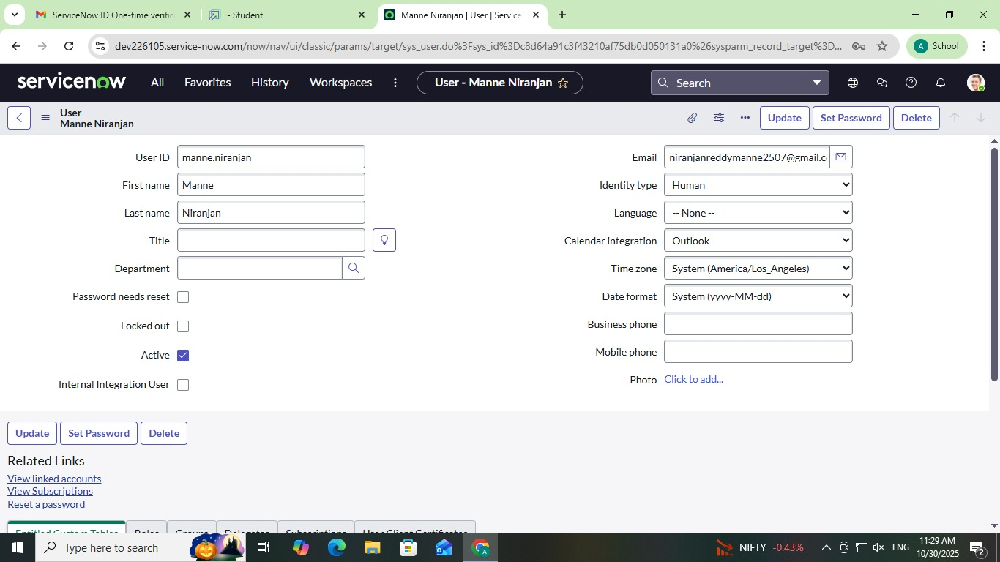 ServiceNow ID One-time verific
- Student
Manne Niranjan | User | Service
dev226105.service-now.com/now/nav/ui/classic/params/target/sys_user.do%3Fsys_id%3Dc8d64a91c3f43210af75db0d050131a0%26sysparm_record_target%3D...
A School
servicenow All Favorites History Workspaces User - Manne Niranjan Search
User
Manne Niranjan
Update Set Password Delete
User ID manne.niranjan
First name Manne
Last name Niranjan
Title
Department
Password needs reset
Locked out
Active
Internal Integration User
Email niranjanreddymanne2507@gmail.c
Identity type Human
Language -- None --
Calendar integration Outlook
Time zone System (America/Los_Angeles)
Date format System (yyyy-MM-dd)
Business phone
Mobile phone
Photo Click to add...
Update Set Password Delete
Related Links
View linked accounts
View Subscriptions
Reset a password
Entitled Custom Tables Roles Groups Delegates Subscriptions User Client Certificates
Type here to search
NIFTY -0.43%
ENG
11:29 AM
10/30/2025
2